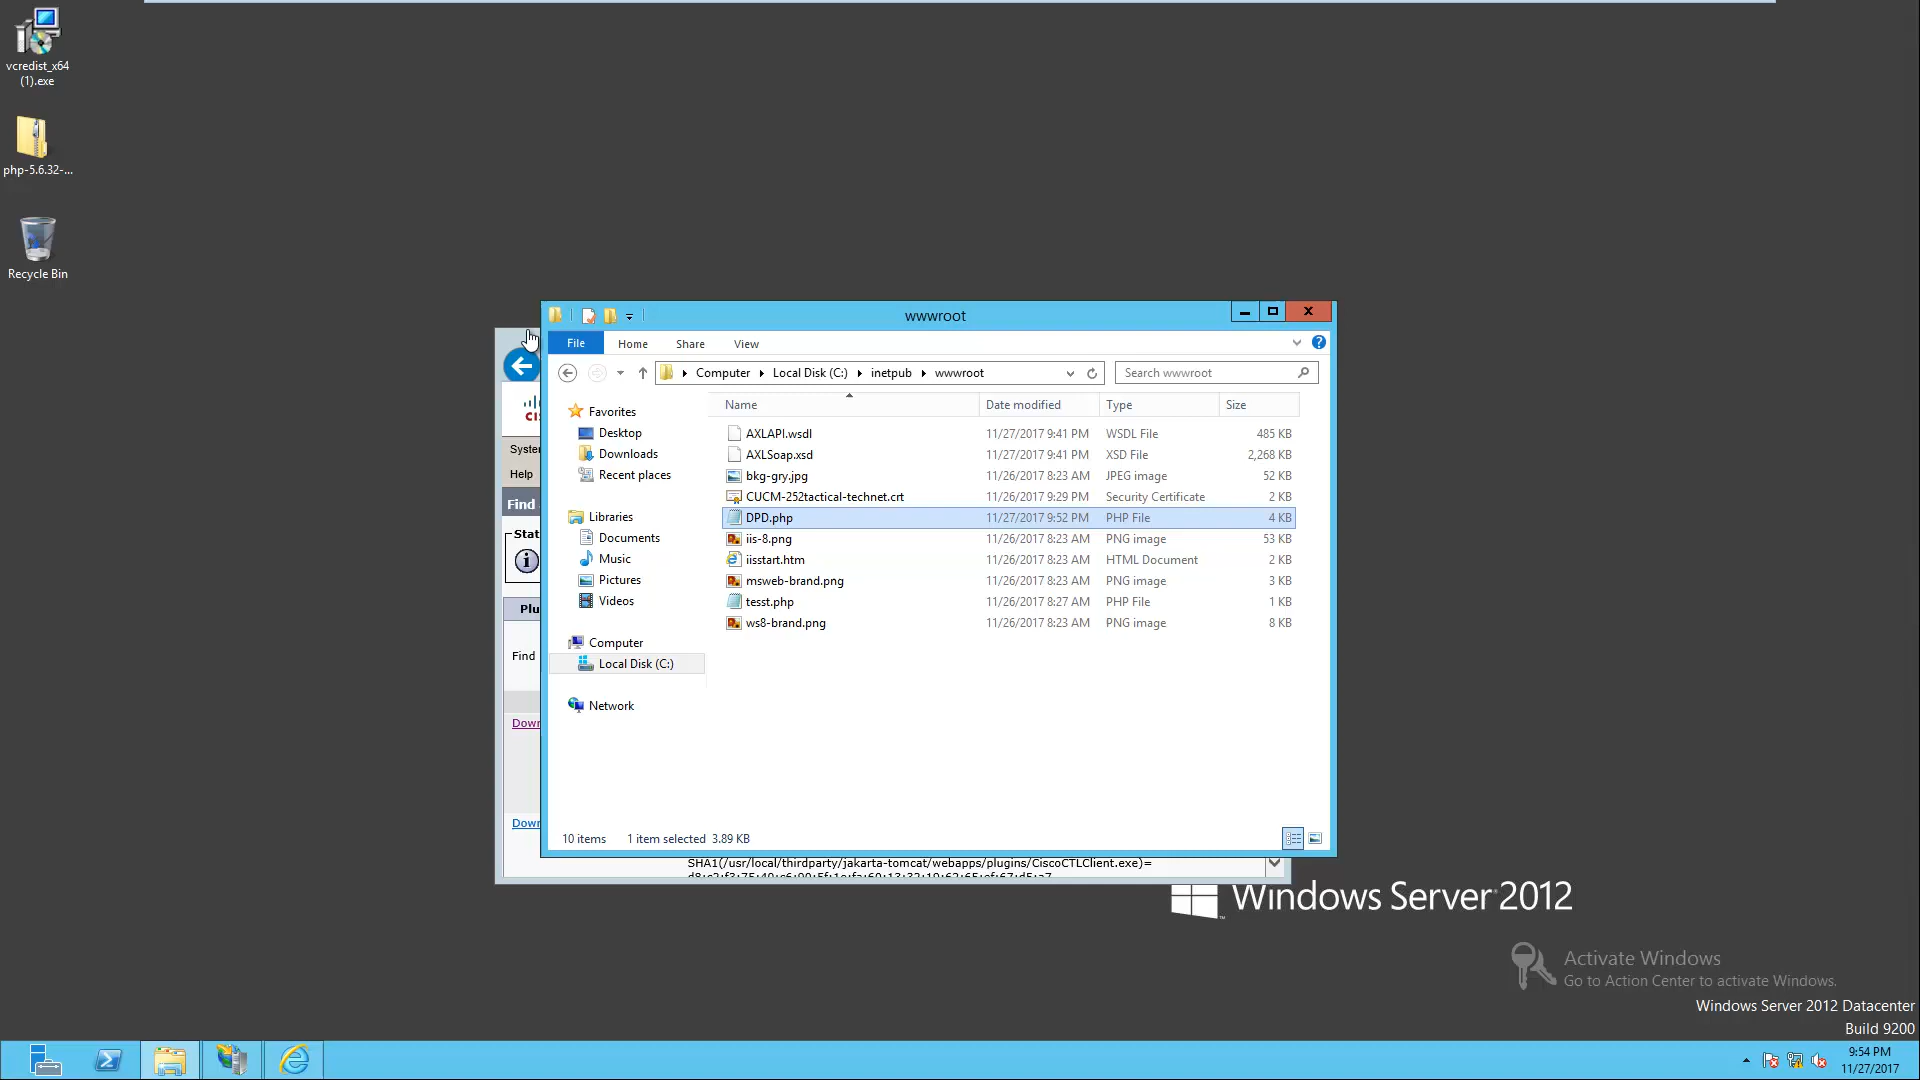 vcredist_x64
(1).exe
php-5.6.32-...
Recycle Bin
wwwroot
File Home Share View
Computer Local Disk (C:) inetpub wwwroot
Search wwwroot
Name Date modified Type Size
Favorites
Desktop
Downloads
Recent places
Libraries
Documents
Music
Pictures
Videos
Computer
Local Disk (C:)
Network
AXLAPI.wsdl 11/27/2017 9:41 PM WSDL File 485 KB
AXLSoap.xsd 11/27/2017 9:41 PM XSD File 2,268 KB
bkg-gry.jpg 11/26/2017 8:23 AM JPEG image 52 KB
CUCM-252tactical-technet.crt 11/26/2017 9:29 PM Security Certificate 2 KB
DPD.php 11/27/2017 9:52 PM PHP File 4 KB
iis-8.png 11/26/2017 8:23 AM PNG image 53 KB
iisstart.htm 11/26/2017 8:23 AM HTML Document 2 KB
msweb-brand.png 11/26/2017 8:23 AM PNG image 3 KB
tesst.php 11/26/2017 8:27 AM PHP File 1 KB
ws8-brand.png 11/26/2017 8:23 AM PNG image 8 KB
10 items 1 item selected 3.89 KB
CIS
Syste
Help
Find
Stat
Plu
Find
Down
Down
SHA1(/usr/local/thirdparty/jakarta-tomcat/webapps/plugins/CiscoCTLClient.exe)=
Windows Server 2012
Activate Windows
Go to Action Center to activate Windows.
Windows Server 2012 Datacenter
Build 9200
9:54 PM
11/27/2017